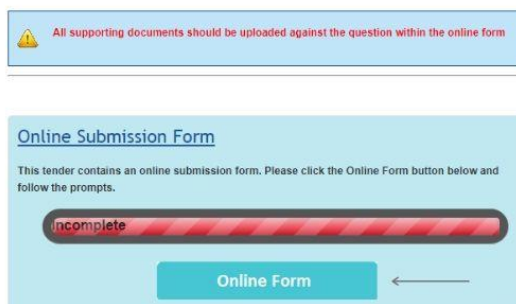 All supporting documents should be uploaded against the question within the online form
Online Submission Form
This tender contains an online submission form. Please click the Online Form button below and
follow the prompts.
Incomplete
Online Form